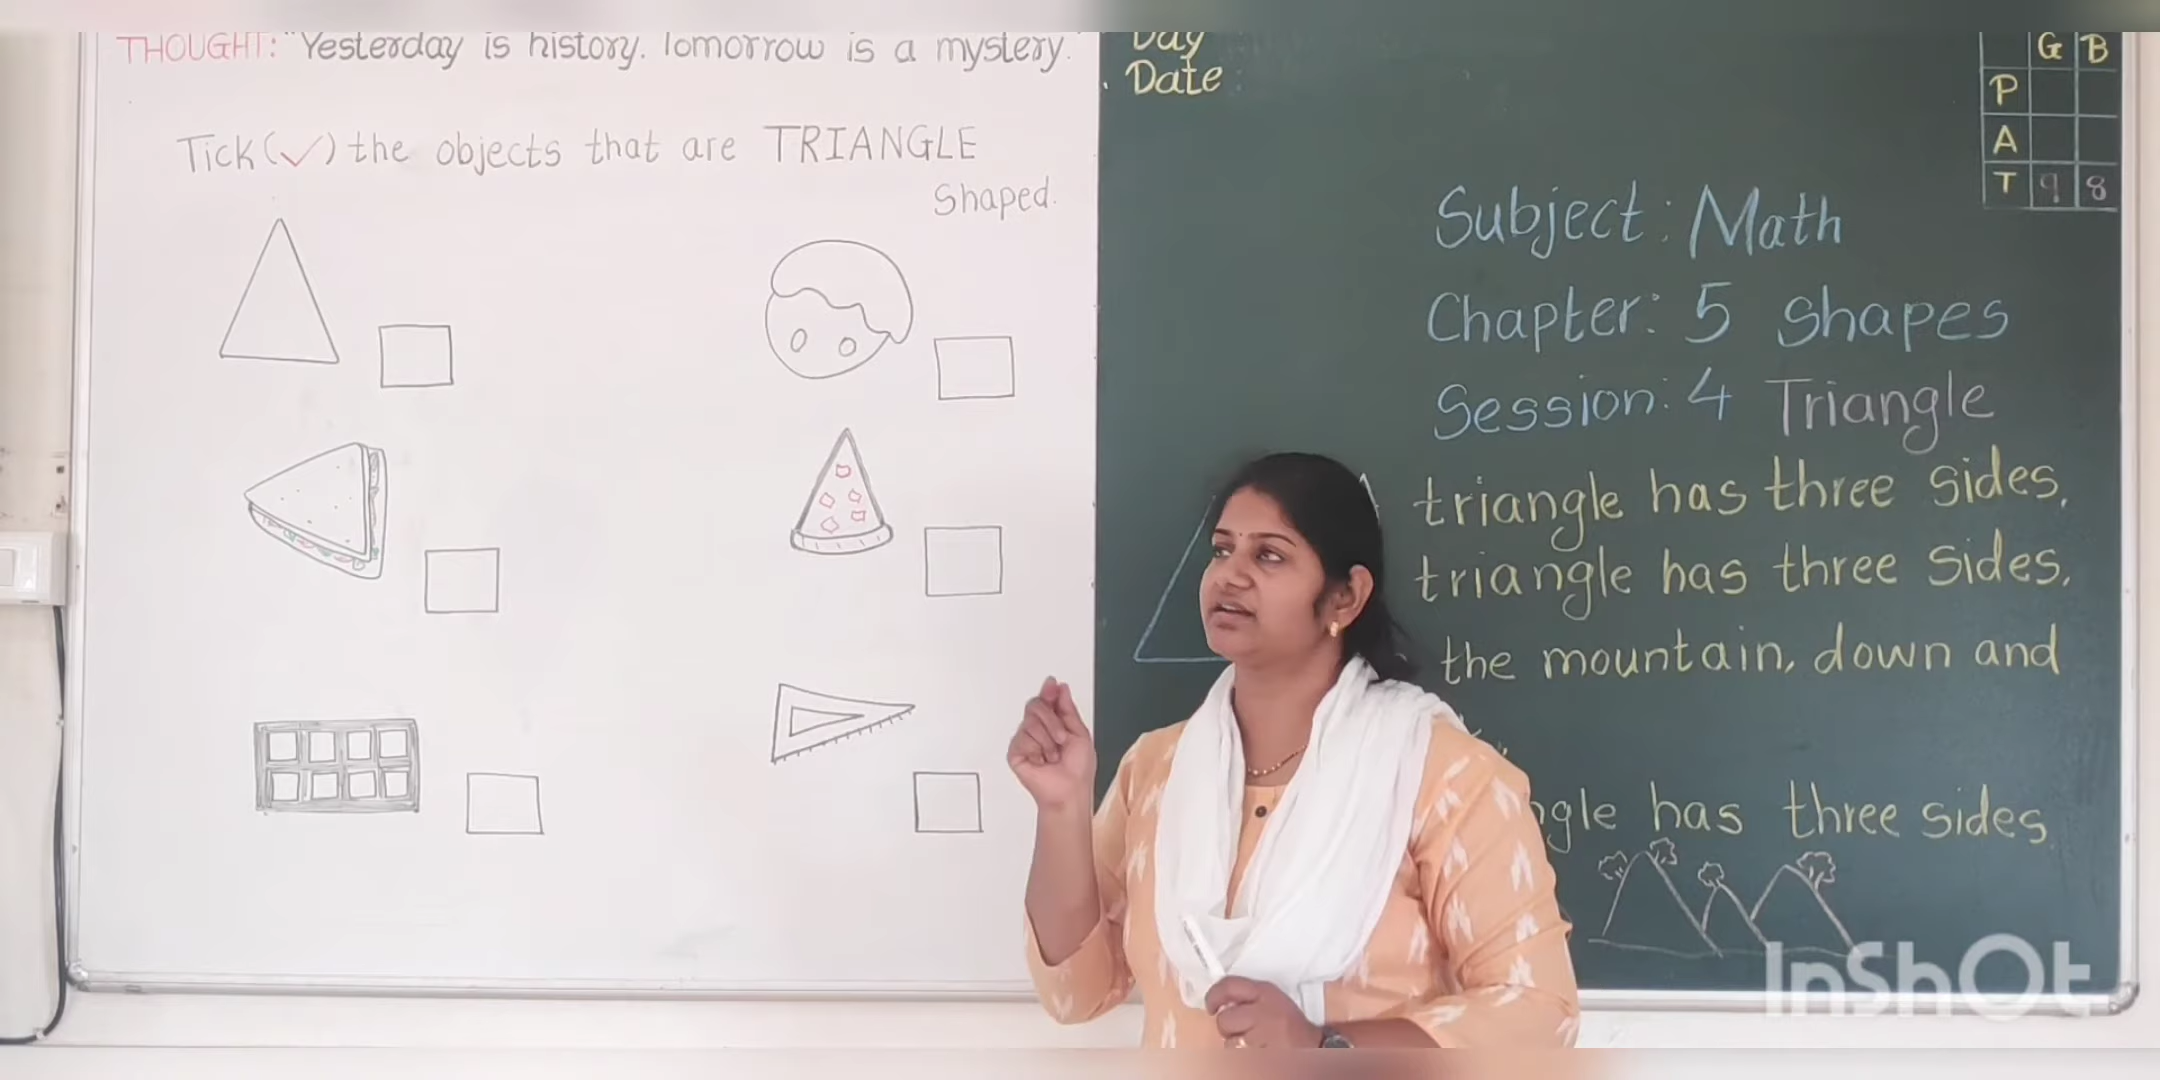 THOUGHT: "Yesterday is history. Tomorrow is a mystery.
Tick(✓) the objects that are TRIANGLE
Shaped.
Day
Date
G B
P
A
T 9 8
Subject: Math
Chapter: 5 Shapes
Session: 4 Triangle
triangle has three sides,
triangle has three sides,
the mountain, down and
ngle has three sides
InShOt